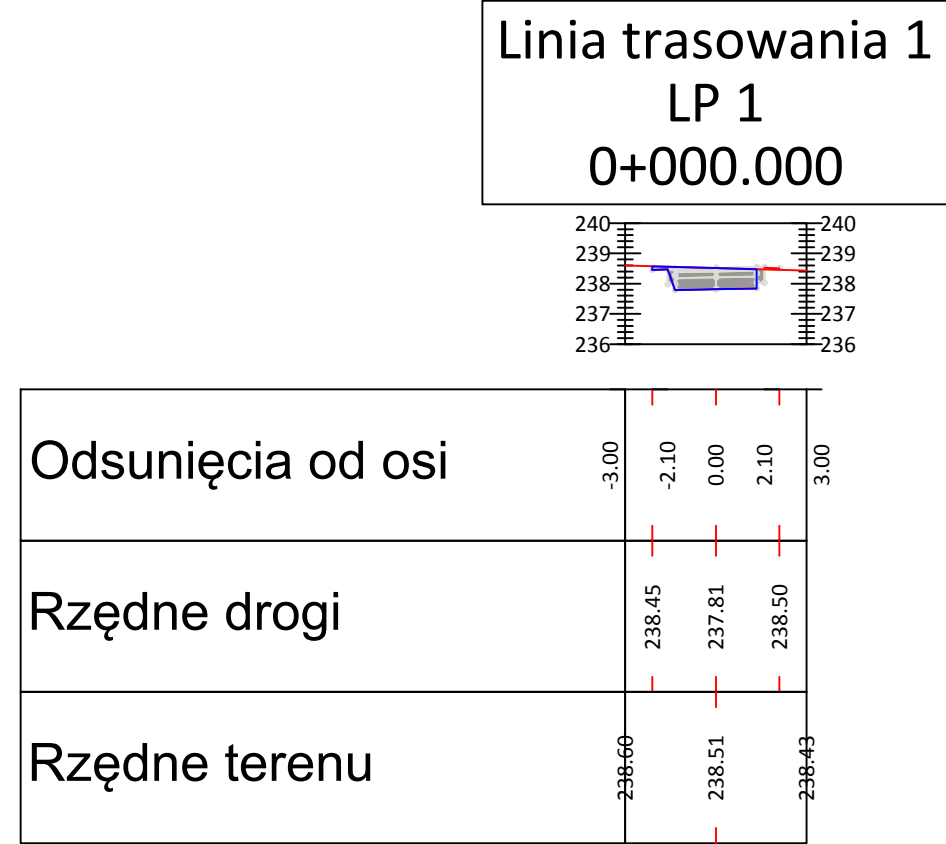 Linia trasowania 1
LP 1
0+000.000
240 240
239 239
238 238
237 237
236 236
Odsunięcia od osi -3.00 -2.10 0.00 2.10 3.00
Rzędne drogi 238.45 237.81 238.50
Rzędne terenu 238.60 238.51 238.43